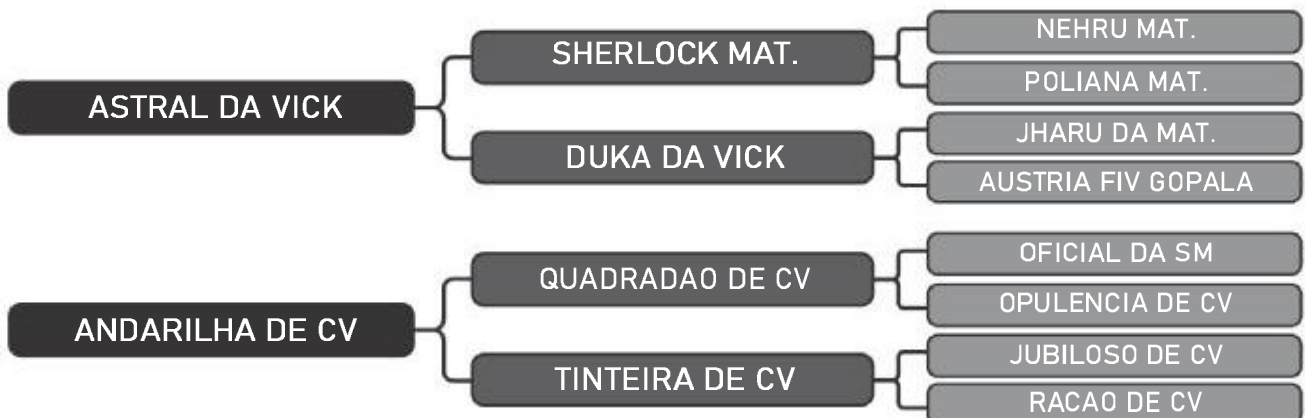 ASTRAL DA VICK
SHERLOCK MAT.
NEHRU MAT.
POLIANA MAT.
DUKA DA VICK
JHARU DA MAT.
AUSTRIA FIV GOPALA
ANDARILHA DE CV
QUADRADAO DE CV
OFICIAL DA SM
OPULENCIA DE CV
TINTEIRA DE CV
JUBILOSO DE CV
RACAO DE CV